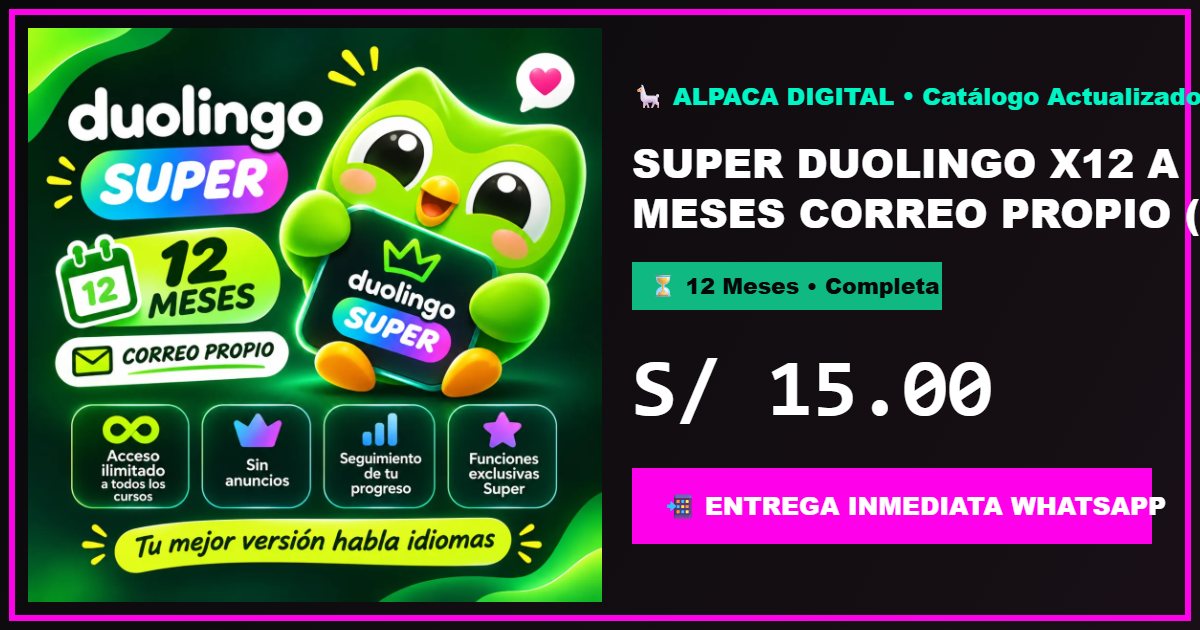 duolingo
SUPER
12
12
MESES
CORREO PROPIO
duolingo
SUPER
Acceso
ilimitado
a todos los
cursos
Sin
anuncios
Seguimiento
de tu
progreso
Funciones
exclusivas
Super
Tu mejor versión habla idiomas
ALPACA DIGITAL • Catálogo Actualizado
SUPER DUOLINGO X12 A
MESES CORREO PROPIO (
12 Meses • Completa
S/ 15.00
ENTREGA INMEDIATA WHATSAPP